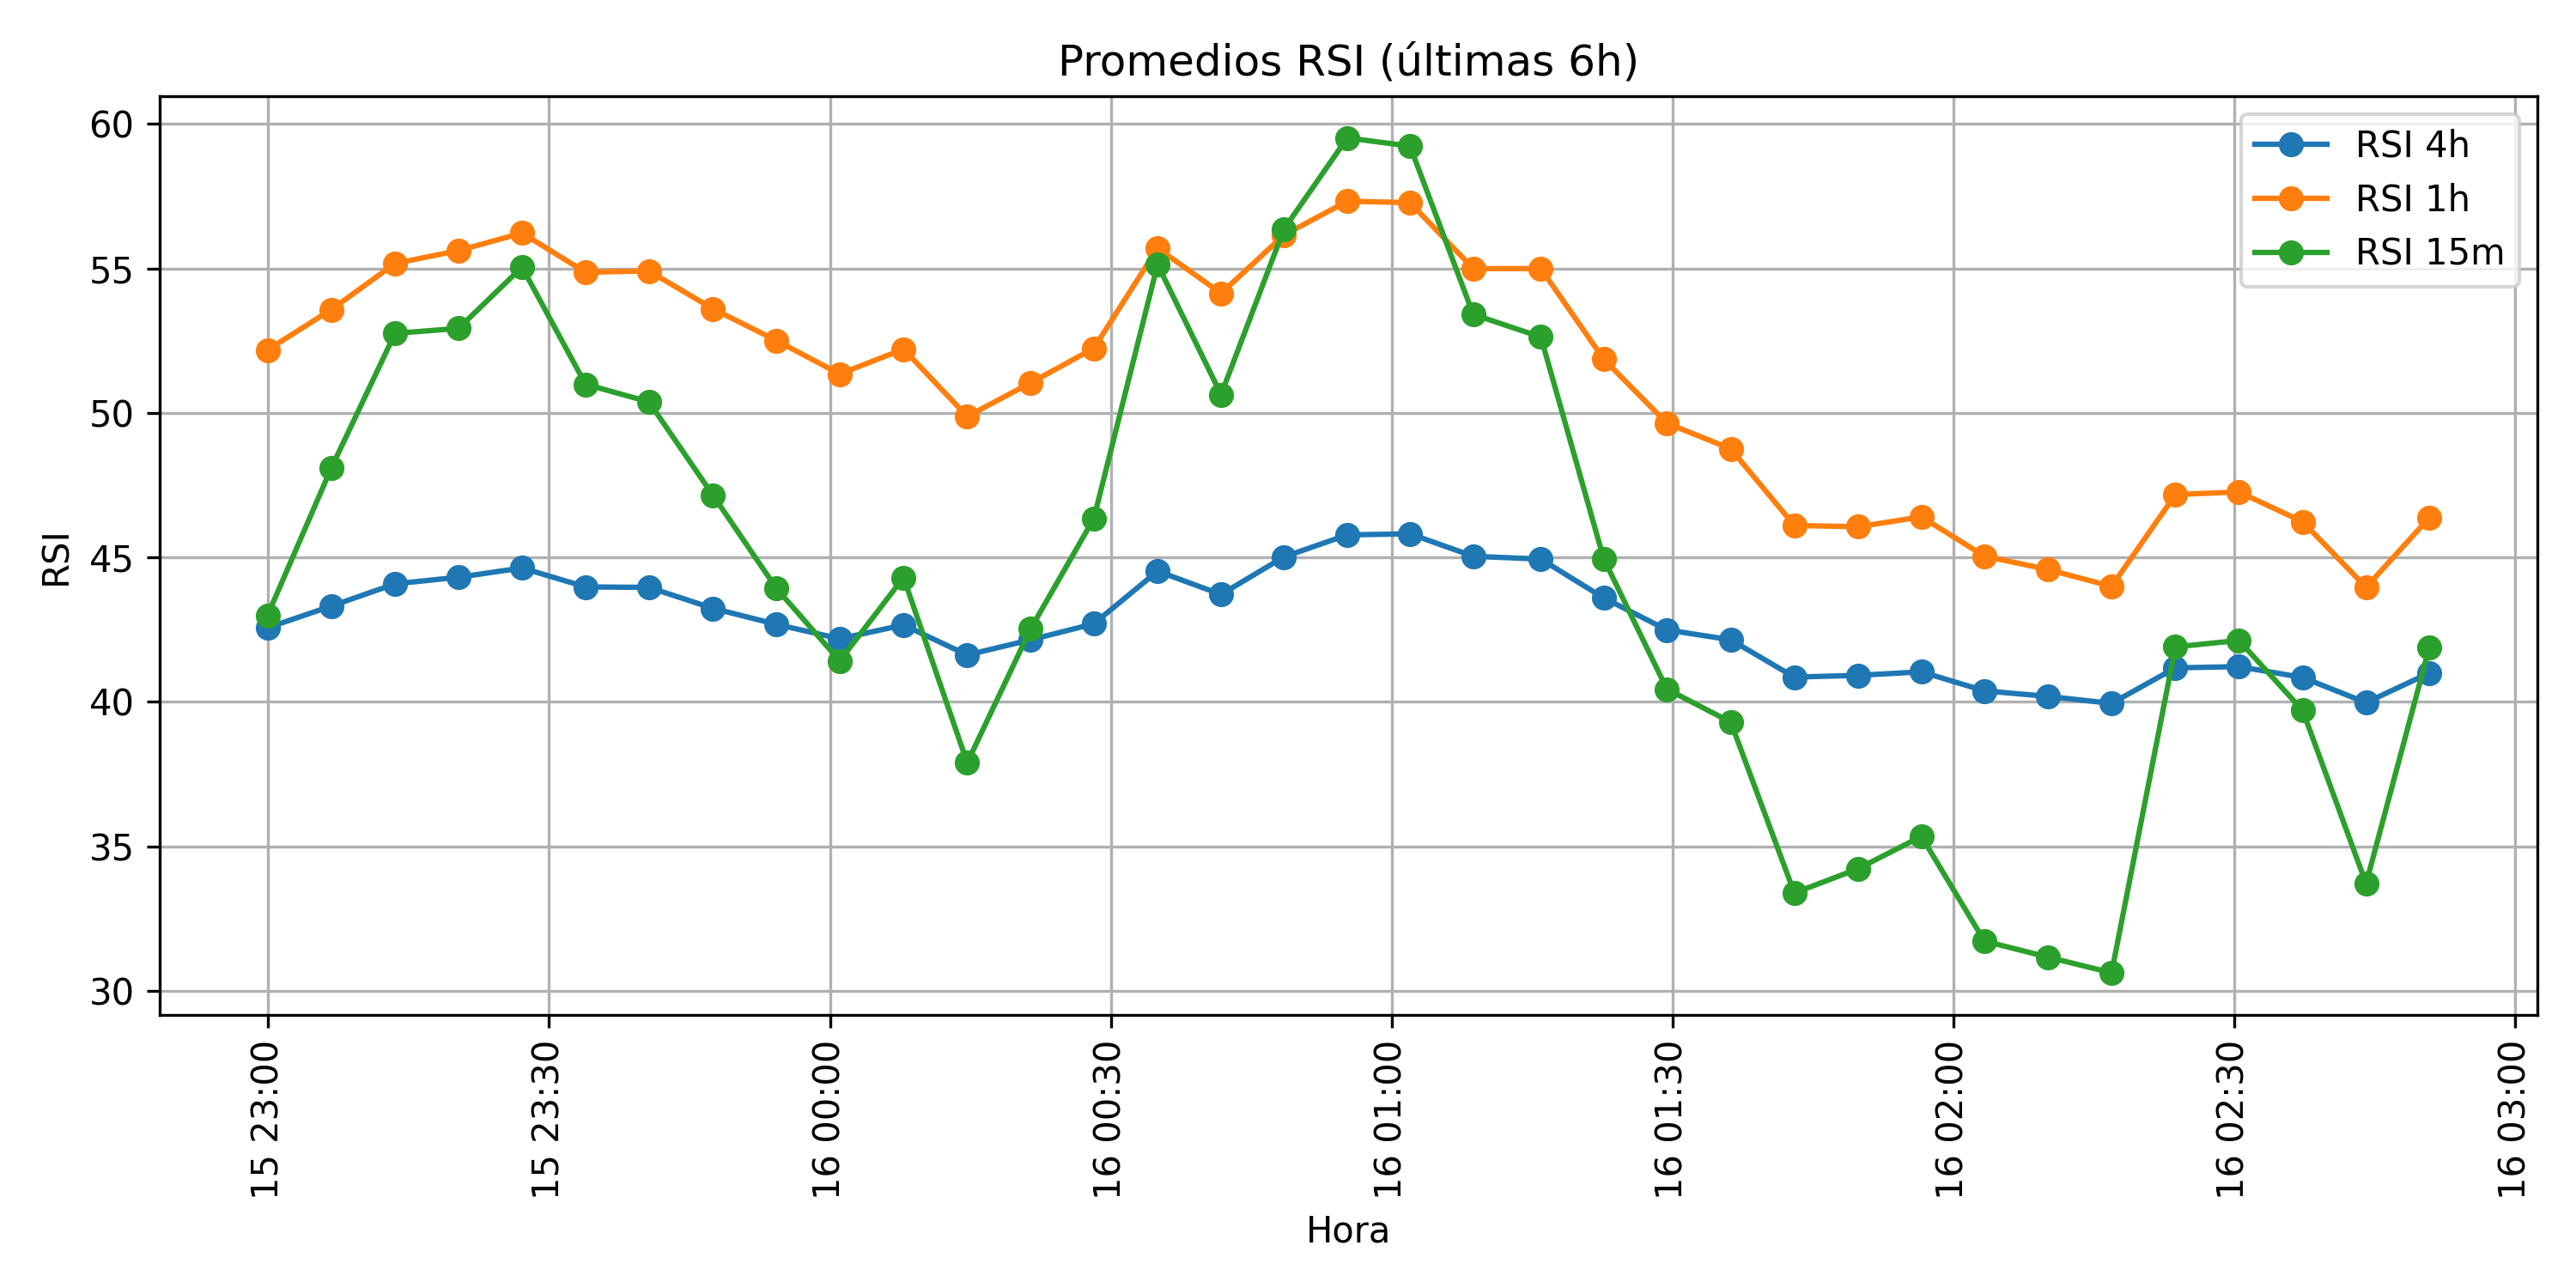 Promedios RSI (últimas 6h)
RSI 4h
RSI 1h
RSI 15m
60
55
50
45
40
35
30
RSI
15 23:00
15 23:30
16 00:00
16 00:30
16 01:00
16 01:30
16 02:00
16 02:30
16 03:00
Hora